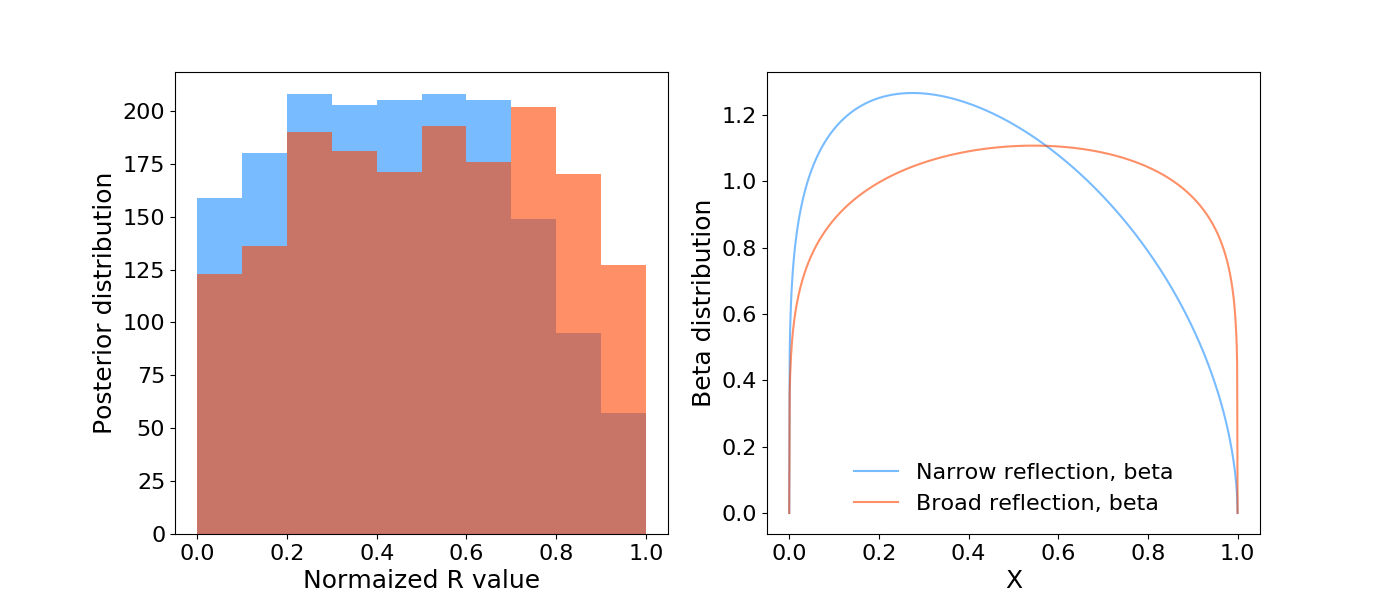 Posterior distribution
200
175
150
125
100
75
50
25
0
0.0 0.2 0.4 0.6 0.8 1.0
Normaized R value
Beta distribution
1.2
1.0
0.8
0.6
0.4
0.2
0.0
Narrow reflection, beta
Broad reflection, beta
0.0 0.2 0.4 0.6 0.8 1.0
X